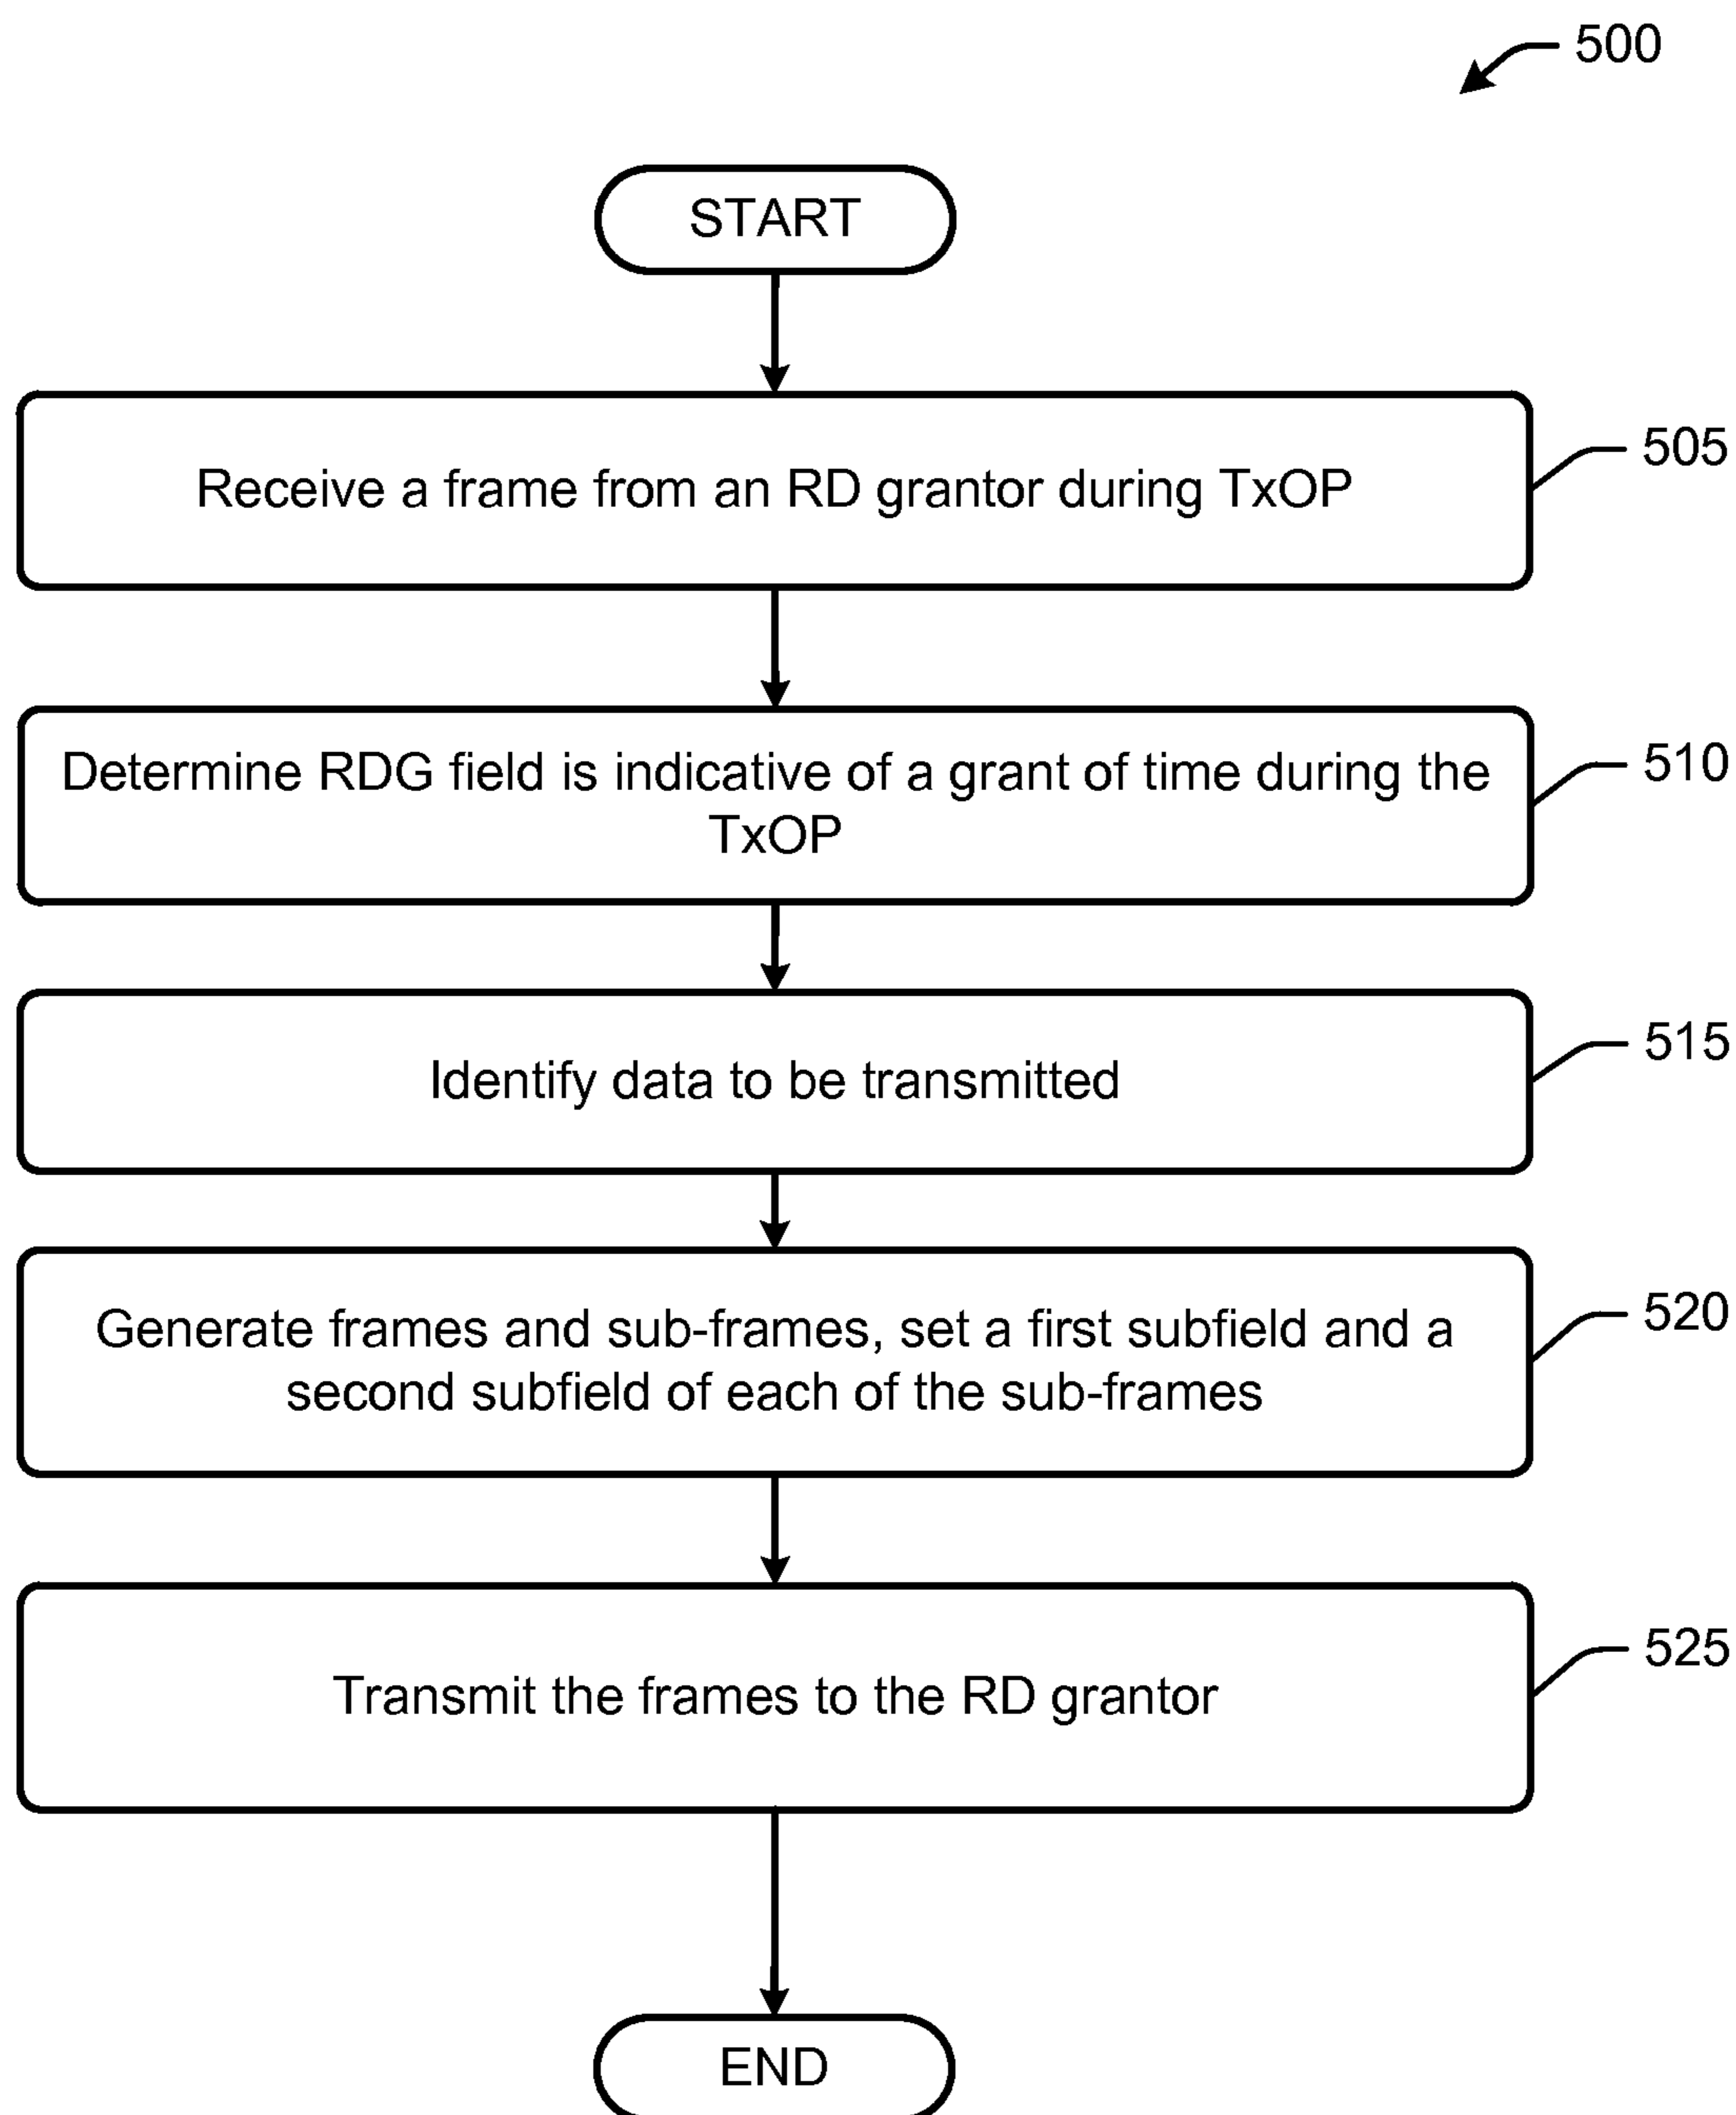 500
START
Receive a frame from an RD grantor during TxOP
505
Determine RDG field is indicative of a grant of time during the
TxOP
510
Identify data to be transmitted
515
Generate frames and sub-frames, set a first subfield and a
second subfield of each of the sub-frames
520
Transmit the frames to the RD grantor
525
END